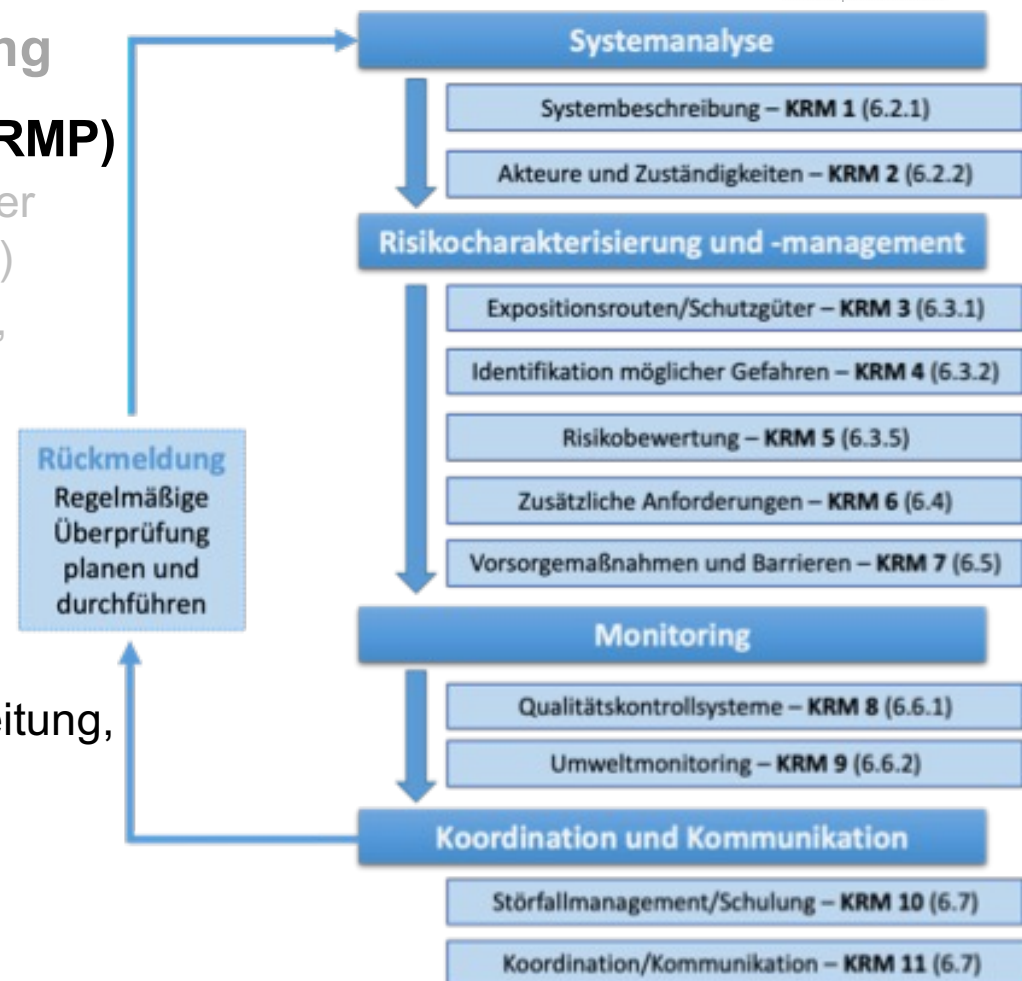 ng
RMP)
er
)
,
eitung,
Systemanalyse
Systembeschreibung – KRM 1 (6.2.1)
Akteure und Zuständigkeiten – KRM 2 (6.2.2)
Risikocharakterisierung und -management
Expositionsrouten/Schutzgüter – KRM 3 (6.3.1)
Identifikation möglicher Gefahren – KRM 4 (6.3.2)
Risikobewertung – KRM 5 (6.3.5)
Zusätzliche Anforderungen – KRM 6 (6.4)
Vorsorgemaßnahmen und Barrieren – KRM 7 (6.5)
Monitoring
Qualitätskontrollsysteme – KRM 8 (6.6.1)
Umweltmonitoring – KRM 9 (6.6.2)
Koordination und Kommunikation
Störfallmanagement/Schulung – KRM 10 (6.7)
Koordination/Kommunikation – KRM 11 (6.7)
Rückmeldung
Regelmäßige
Überprüfung
planen und
durchführen